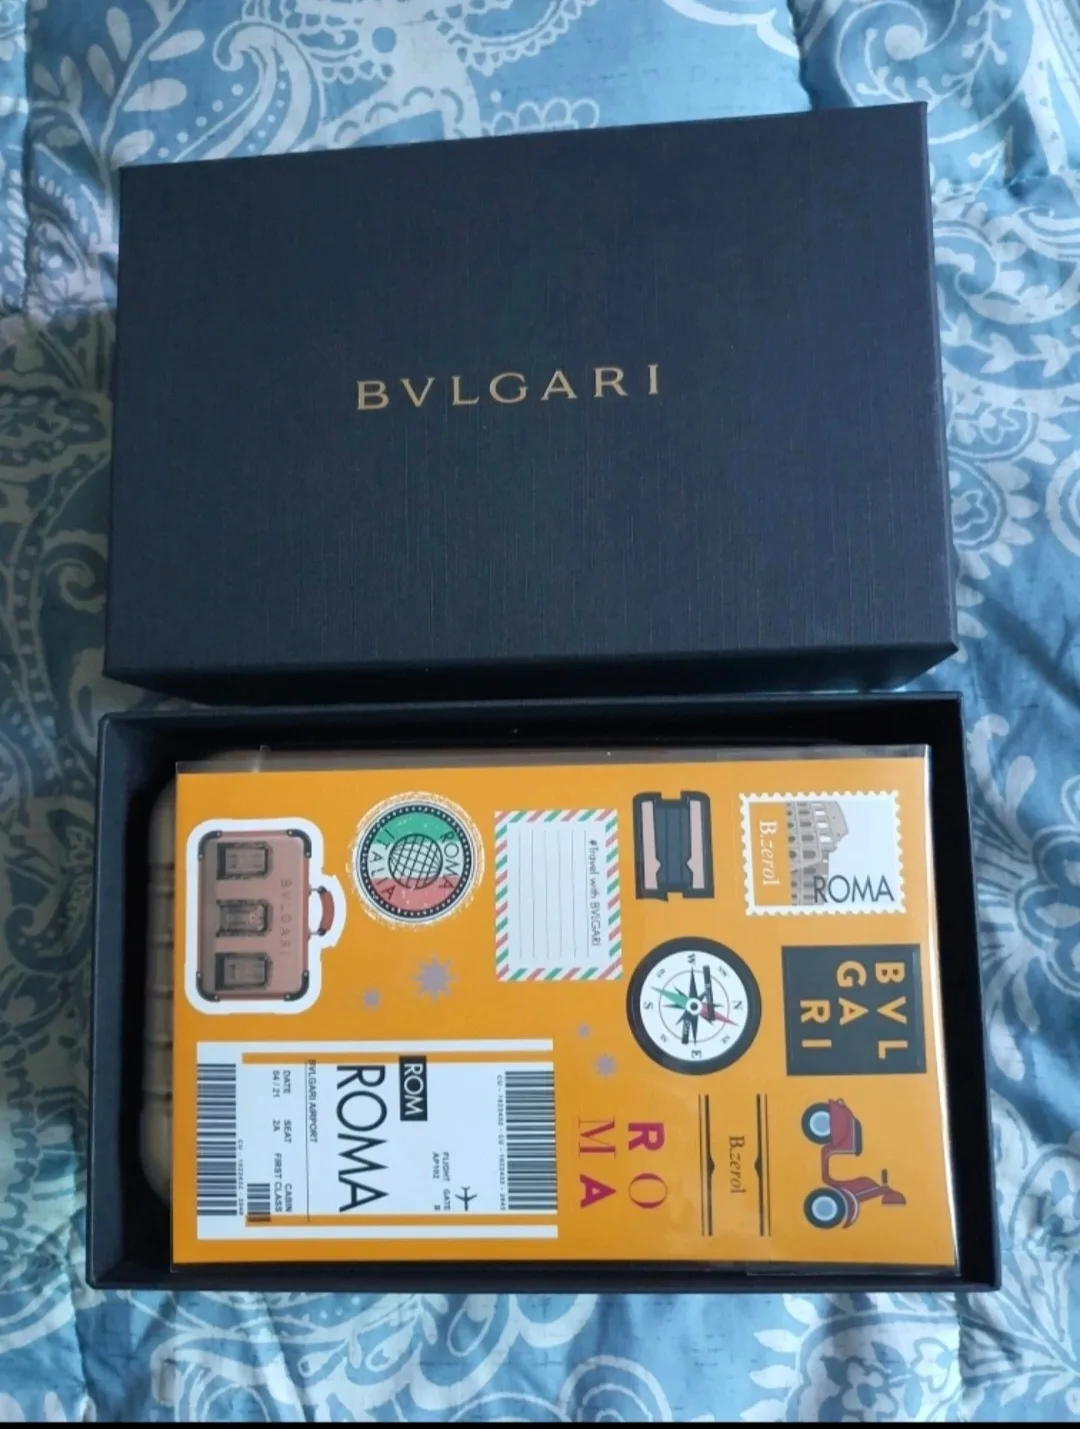 BVLGARI
BVLGARI
ROMA
ITALIA
#Travel with BVLGARI
B.zero1
ROMA
BVL
GA
RI
W
N
S
E
ROM
ROMA
BVLGARI AIRPORT
DATE SEAT CABIN
04 / 21 2A FIRST CLASS
FLIGHT GATE
AP102 B
RO
MA
B.zero1